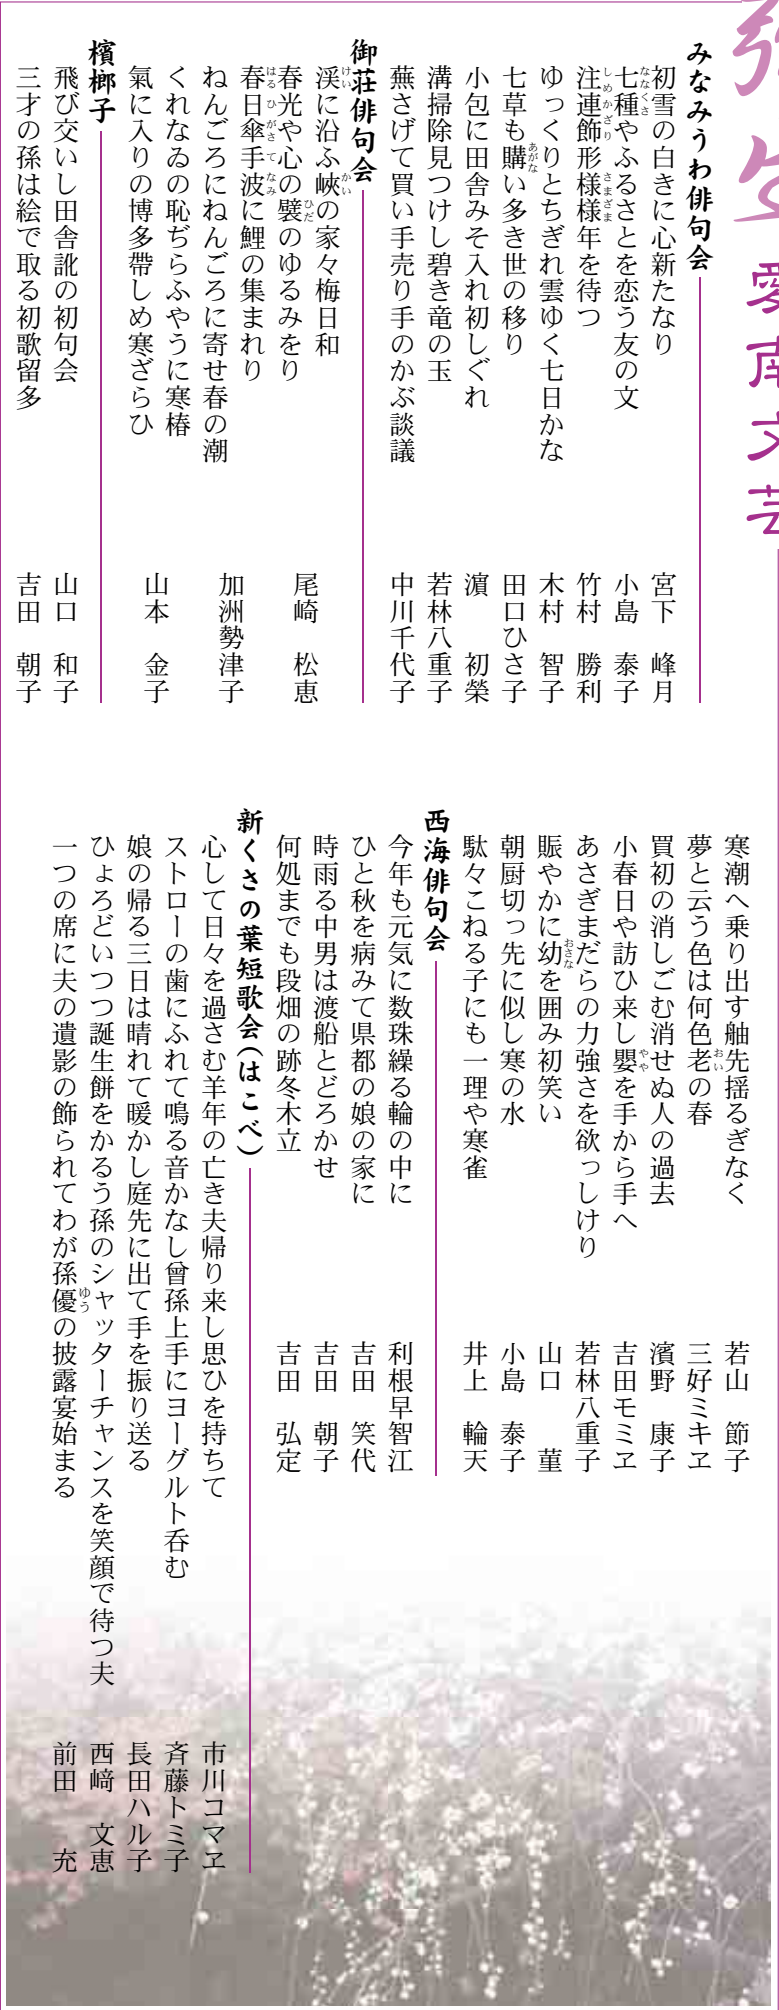 弥生 愛南文芸
みなみうわ俳句会
初雪の白きに心新たなり　宮下　峰月
七種やふるさとを恋う友の文　小島　泰子
注連飾形様様年を待つ　竹村　勝利
ゆっくりとちぎれ雲ゆく七日かな　木村　智子
七草も購い多き世の移り　田口ひさ子
小包に田舎みそ入れ初しぐれ　濵　初榮
溝掃除見つけし碧き竜の玉　若林八重子
蕪さげて買い手売り手のかぶ談議　中川千代子
御荘俳句会
渓に沿ふ峡の家々梅日和
春光や心の襞のゆるみをり　尾崎　松恵
春日傘手波に鯉の集まれり
ねんごろにねんごろに寄せ春の潮　加洲勢津子
くれなゐの恥ぢらふやうに寒椿
氣に入りの博多帶しめ寒ざらひ　山本　金子
檳榔子
飛び交いし田舎訛の初句会　山口　和子
三才の孫は絵で取る初歌留多　吉田　朝子
寒潮へ乗り出す舳先揺るぎなく　若山　節子
夢と云う色は何色老の春　三好ミキヱ
買初の消しごむ消せぬ人の過去　濱野　康子
小春日や訪ひ来し嬰を手から手へ　吉田モミヱ
あさぎまだらの力強さを欲っしけり　若林八重子
賑やかに幼を囲み初笑い　山口　菫
朝厨切っ先に似し寒の水　小島　泰子
駄々こねる子にも一理や寒雀　井上　輪天
西海俳句会
今年も元気に数珠繰る輪の中に　利根早智江
ひと秋を病みて県都の娘の家に　吉田　笑代
時雨る中男は渡船とどろかせ　吉田　朝子
何処までも段畑の跡冬木立　吉田　弘定
新くさの葉短歌会(はこべ)
心して日々を過さむ羊年の亡き夫帰り来し思ひを持ちて　市川コマヱ
ストローの歯にふれて鳴る音かなし曾孫上手にヨーグルト呑む　斉藤トミ子
娘の帰る三日は晴れて暖かし庭先に出て手を振り送る　長田ハル子
ひょろどいつつ誕生餅をかるう孫のシャッターチャンスを笑顔で待つ夫　西﨑　文恵
一つの席に夫の遺影の飾られてわが孫優の披露宴始まる　前田　充